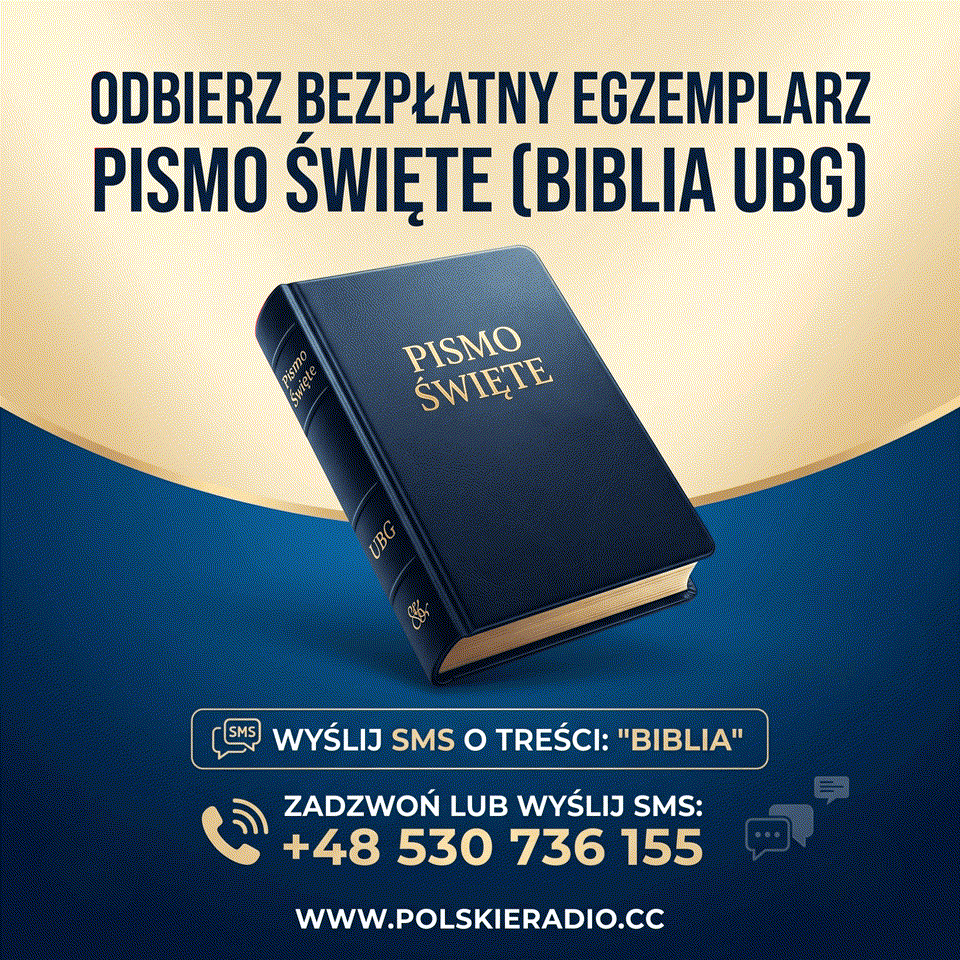 ODBIERZ BEZPŁATNY EGZEMPLARZ
PISMO ŚWIĘTE (BIBLIA UBG)
PISMO
ŚWIĘTE
Pismo
Święte
UBG
SMS
WYŚLIJ SMS O TREŚCI: "BIBLIA"
ZADZWOŃ LUB WYŚLIJ SMS:
+48 530 736 155
WWW.POLSKIERADIO.CC